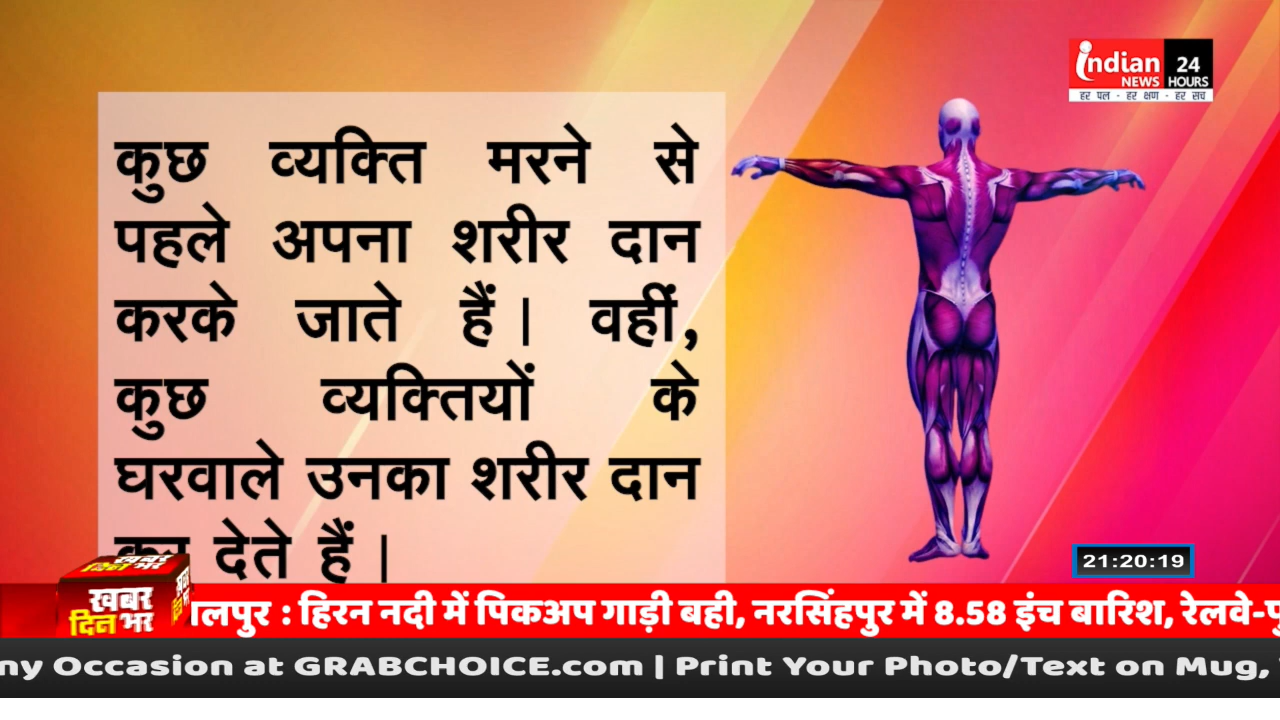 indian
NEWS
24
HOURS
हर पल - हर क्षण - हर सच
कुछ व्यक्ति मरने से
पहले अपना शरीर दान
करके जाते हैं। वहीं,
कुछ व्यक्तियों के
घरवाले उनका शरीर दान
कर देते हैं।
21:20:19
खबर
दिन भर
लपुर : हिरन नदी में पिकअप गाड़ी बही, नरसिंहपुर में 8.58 इंच बारिश, रेलवे-पु
ny Occasion at GRABCHOICE.com | Print Your Photo/Text on Mug,